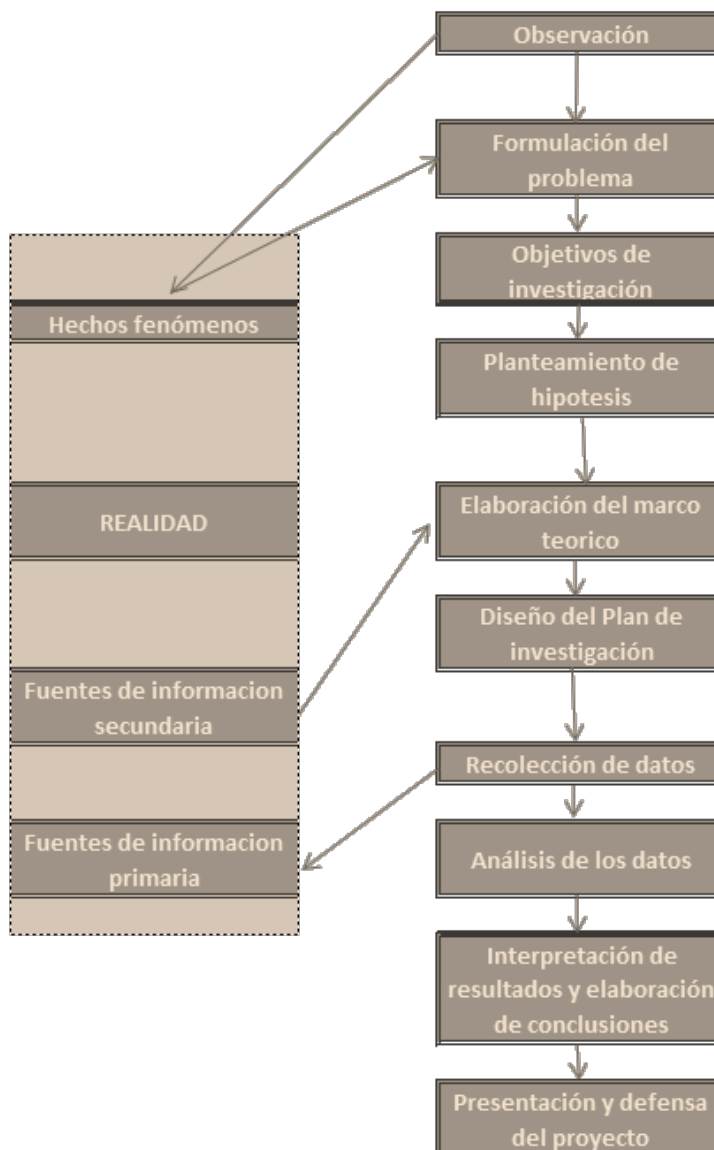 Observación
Formulación del
problema
Objetivos de
investigación
Hechos fenómenos
Planteamiento de
hipotesis
REALIDAD
Elaboración del marco
teorico
Diseño del Plan de
investigación
Fuentes de informacion
secundaria
Recolección de datos
Fuentes de informacion
primaria
Análisis de los datos
Interpretación de
resultados y elaboración
de conclusiones
Presentación y defensa
del proyecto